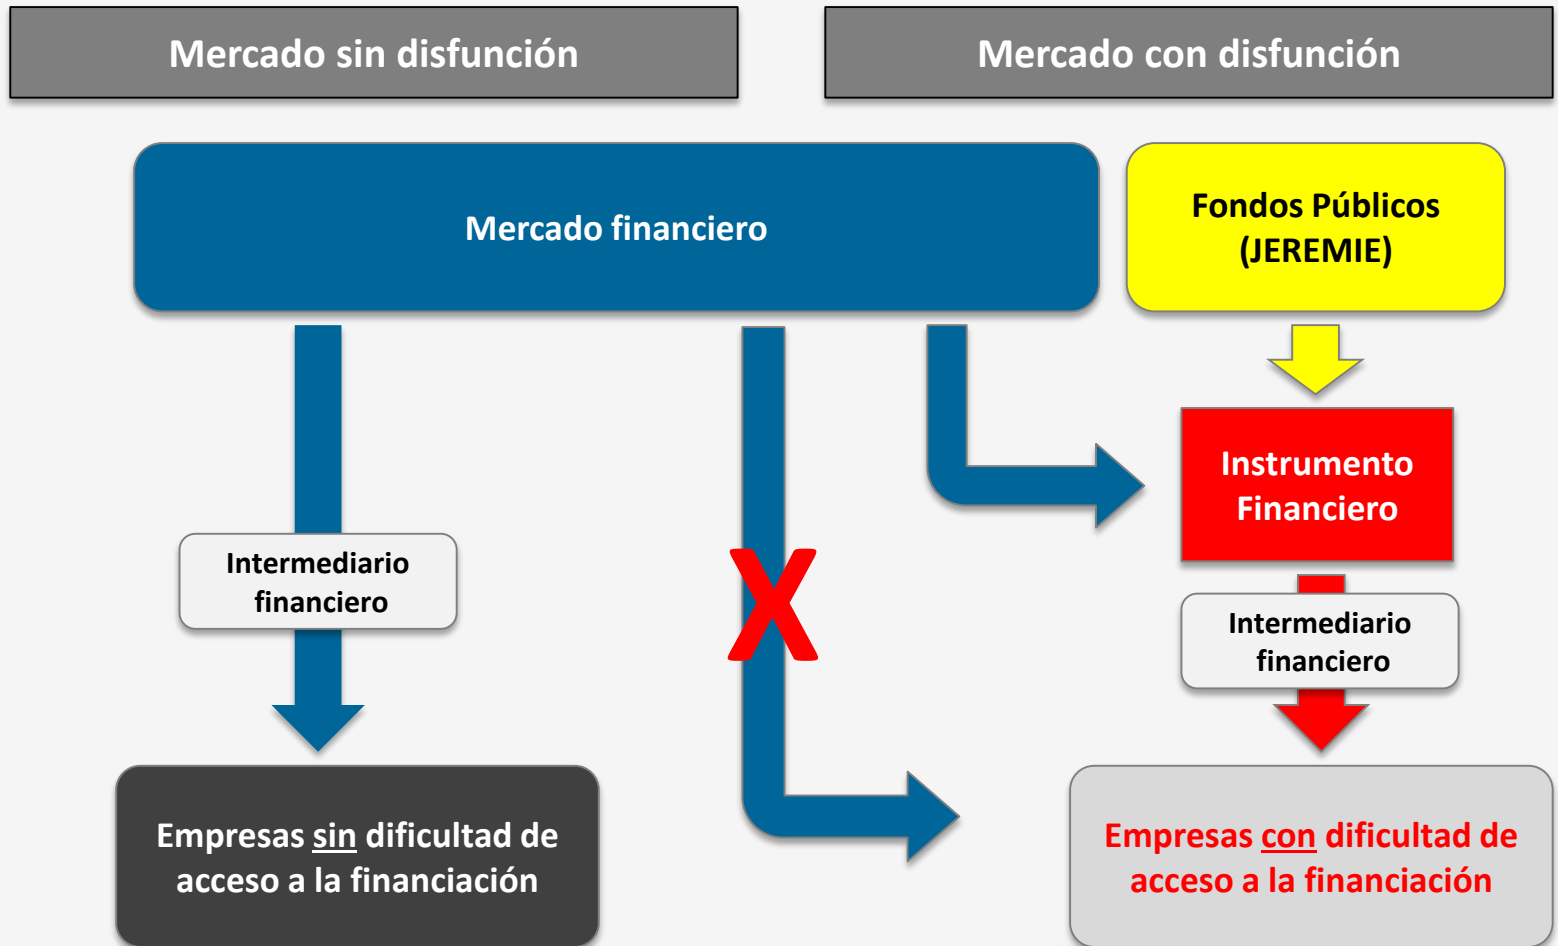 Mercado sin disfunción
Mercado con disfunción
Mercado financiero
Fondos Públicos
(JEREMIE)
Instrumento
Financiero
Intermediario
financiero
X
Intermediario
financiero
Empresas sin dificultad de
acceso a la financiación
Empresas con dificultad de
acceso a la financiación